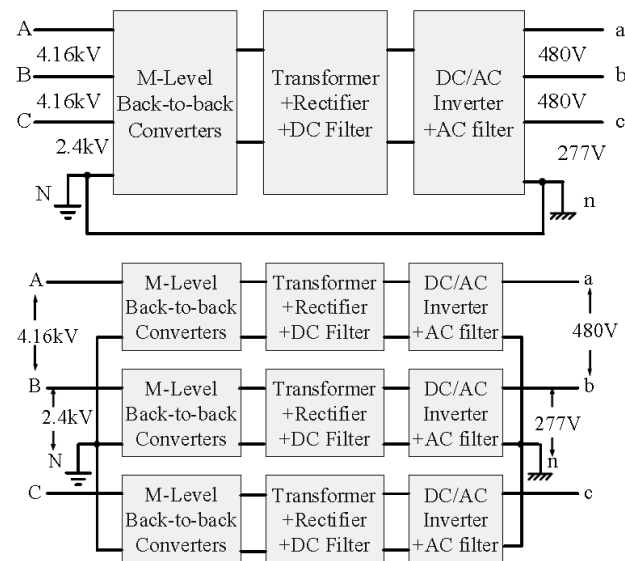 A
4.16kV
B
4.16kV
C
2.4kV
N
M-Level
Back-to-back
Converters
Transformer
+Rectifier
+DC Filter
DC/AC
Inverter
+AC filter
a
480V
b
480V
c
277V
n
A
4.16kV
B
2.4kV
N
C
M-Level
Back-to-back
Converters
Transformer
+Rectifier
+DC Filter
DC/AC
Inverter
+AC filter
M-Level
Back-to-back
Converters
Transformer
+Rectifier
+DC Filter
DC/AC
Inverter
+AC filter
M-Level
Back-to-back
Converters
Transformer
+Rectifier
+DC Filter
DC/AC
Inverter
+AC filter
a
480V
b
277V
n
c